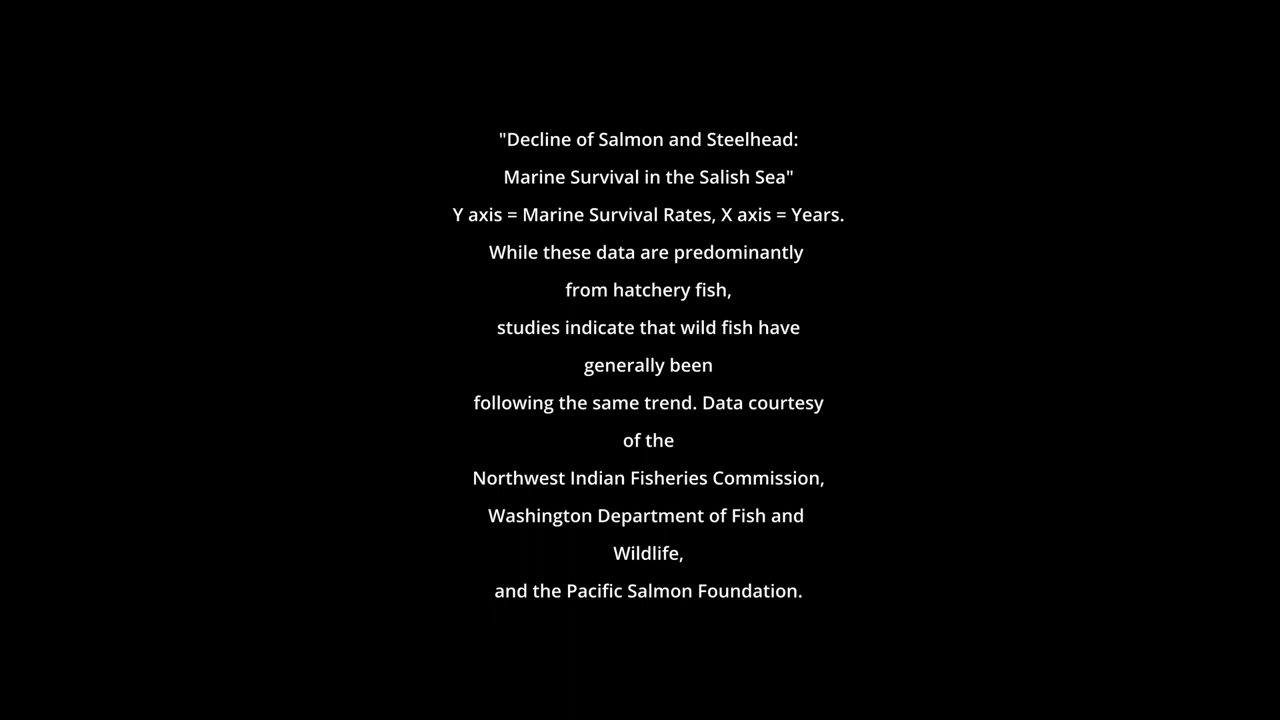 "Decline of Salmon and Steelhead:
Marine Survival in the Salish Sea"
Y axis = Marine Survival Rates, X axis = Years.
While these data are predominantly
from hatchery fish,
studies indicate that wild fish have
generally been
following the same trend. Data courtesy
of the
Northwest Indian Fisheries Commission,
Washington Department of Fish and
Wildlife,
and the Pacific Salmon Foundation.